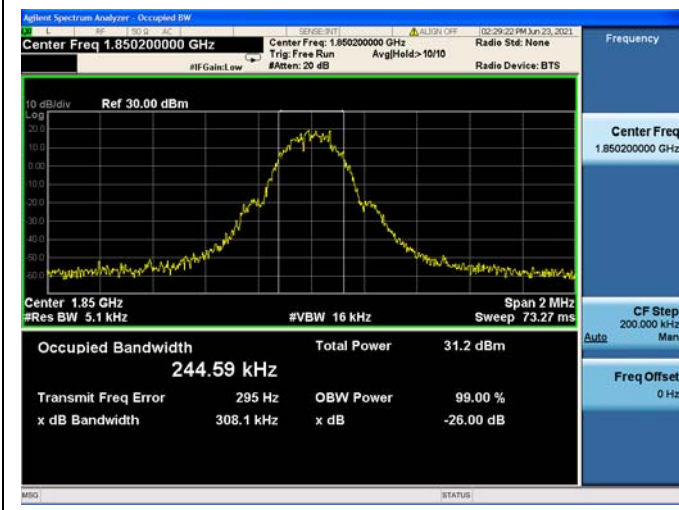 Agilent Spectrum Analyzer - Occupied BW
L RF 50 Ω AC SENSE:INT ALIGN OFF 02:29:22 PM Jun 23, 2021
Center Freq 1.850200000 GHz
Center Freq: 1.850200000 GHz
Radio Std: None
Trig: Free Run Avg|Hold:>10/10
#IFGain:Low
#Atten: 20 dB
Radio Device: BTS
10 dB/div Ref 30.00 dBm
Log
20.0
10.0
0.00
-10.0
-20.0
-30.0
-40.0
-50.0
-60.0
Center 1.85 GHz Span 2 MHz
#Res BW 5.1 kHz #VBW 16 kHz Sweep 73.27 ms
Occupied Bandwidth Total Power 31.2 dBm
244.59 kHz
Transmit Freq Error 295 Hz OBW Power 99.00 %
x dB Bandwidth 308.1 kHz x dB -26.00 dB
MSG STATUS
Frequency
Center Freq
1.850200000 GHz
CF Step
200.000 kHz
Auto Man
Freq Offset
0 Hz